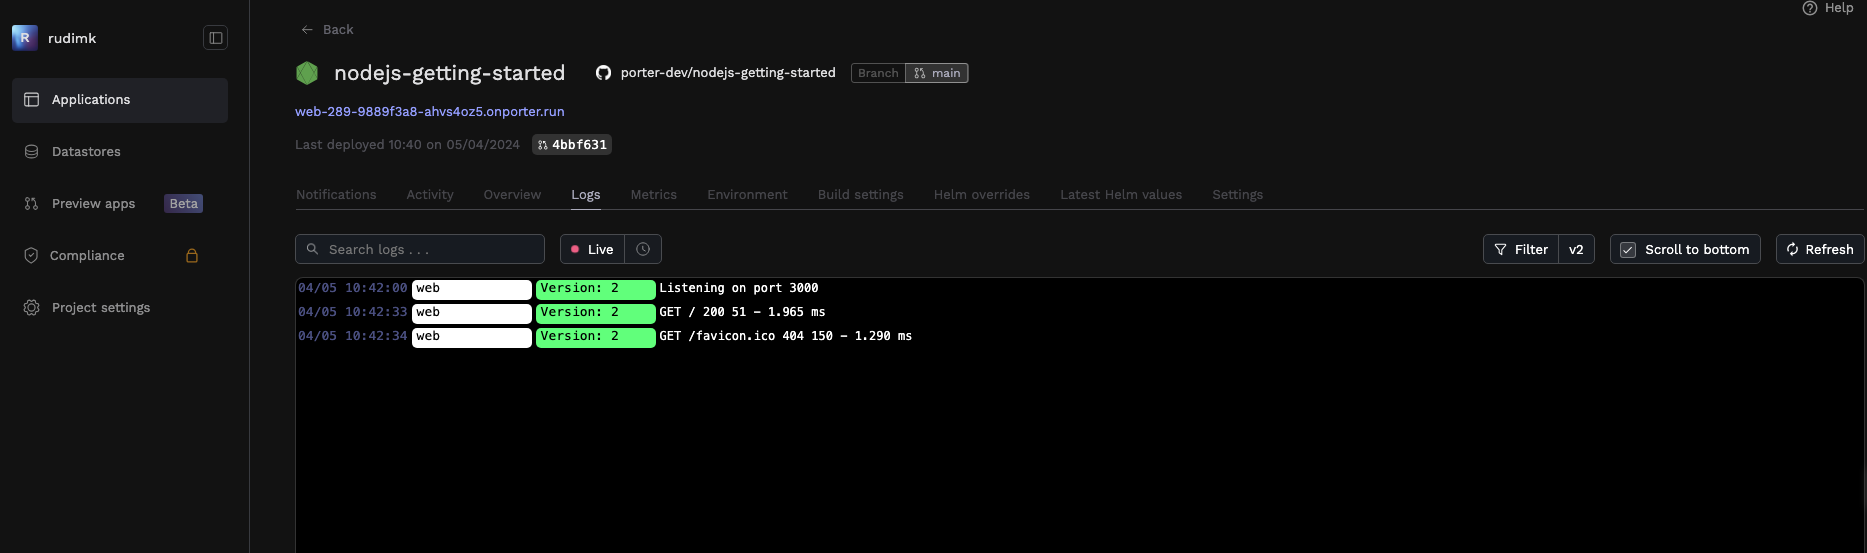 Help
R rudimk
Back
nodejs-getting-started porter-dev/nodejs-getting-started Branch main
Applications
web-289-9889f3a8-ahvs4oz5.onporter.run
Last deployed 10:40 on 05/04/2024 4bbf631
Datastores
Preview apps Beta
Compliance
Project settings
Notifications Activity Overview Logs Metrics Environment Build settings Helm overrides Latest Helm values Settings
Search logs . . . Live Filter v2 Scroll to bottom Refresh
04/05 10:42:00 web Version: 2 Listening on port 3000
04/05 10:42:33 web Version: 2 GET / 200 51 - 1.965 ms
04/05 10:42:34 web Version: 2 GET /favicon.ico 404 150 - 1.290 ms